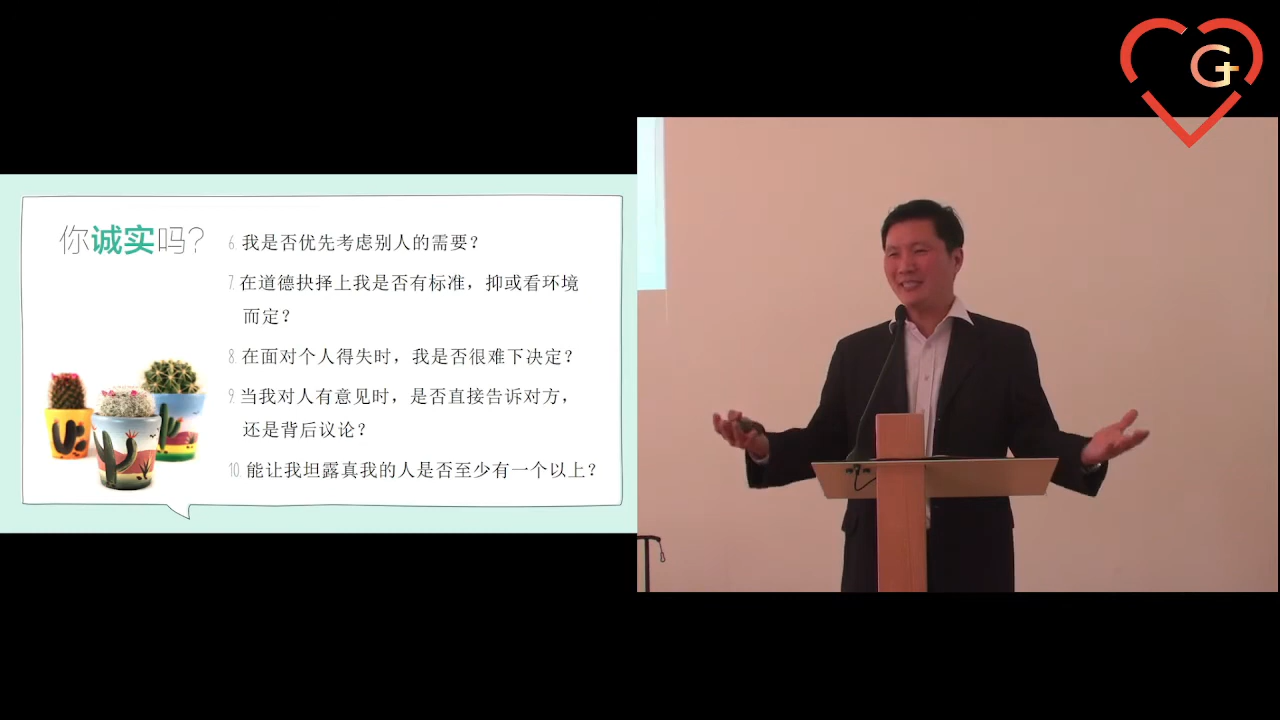 你诚实吗?
6. 我是否优先考虑别人的需要?
7. 在道德抉择上我是否有标准，抑或看环境
而定?
8. 在面对个人得失时，我是否很难下决定?
9. 当我对人有意见时，是否直接告诉对方，
还是背后议论?
10. 能让我坦露真我的人是否至少有一个以上?
G